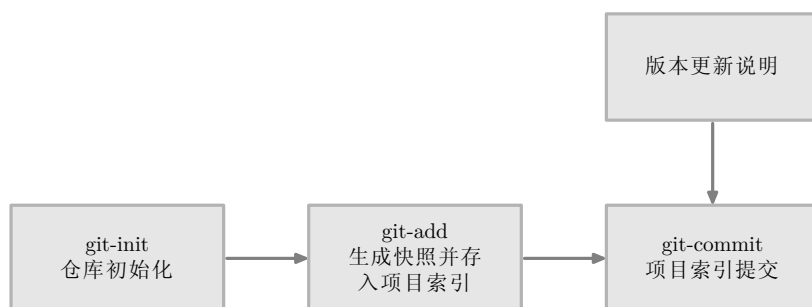 版本更新说明
git-init
仓库初始化
git-add
生成快照并存
入项目索引
git-commit
项目索引提交